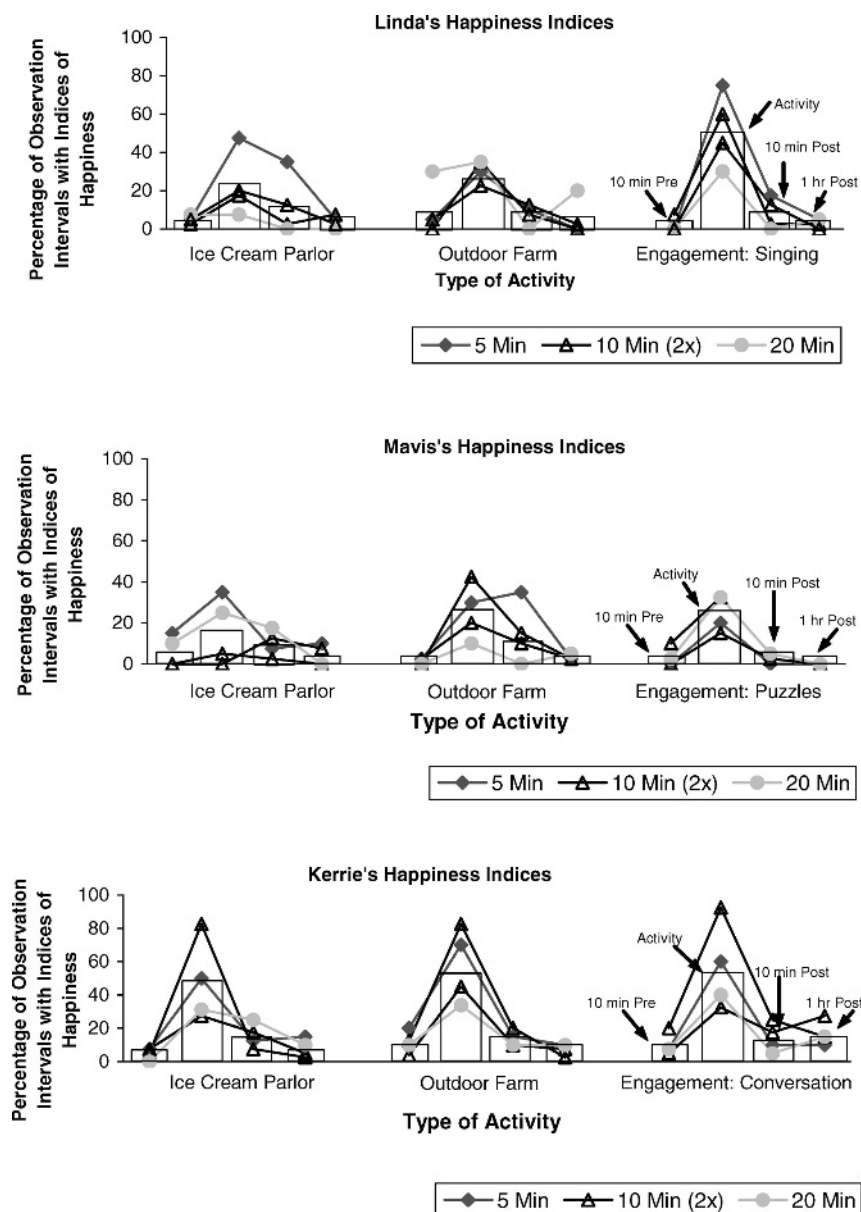 Linda's Happiness Indices
Percentage of Observation
Intervals with Indices of
Happiness
100
80
60
40
20
0
10 min Pre
Activity
10 min Post
1 hr Post
Ice Cream Parlor
Outdoor Farm
Engagement: Singing
Type of Activity
5 Min
10 Min (2x)
20 Min
Mavis's Happiness Indices
Percentage of Observation
Intervals with Indices of
Happiness
100
80
60
40
20
0
10 min Pre
Activity
10 min Post
1 hr Post
Ice Cream Parlor
Outdoor Farm
Engagement: Puzzles
Type of Activity
5 Min
10 Min (2x)
20 Min
Kerrie's Happiness Indices
Percentage of Observation
Intervals with Indices of
Happiness
100
80
60
40
20
0
10 min Pre
Activity
10 min Post
1 hr Post
Ice Cream Parlor
Outdoor Farm
Engagement: Conversation
Type of Activity
5 Min
10 Min (2x)
20 Min